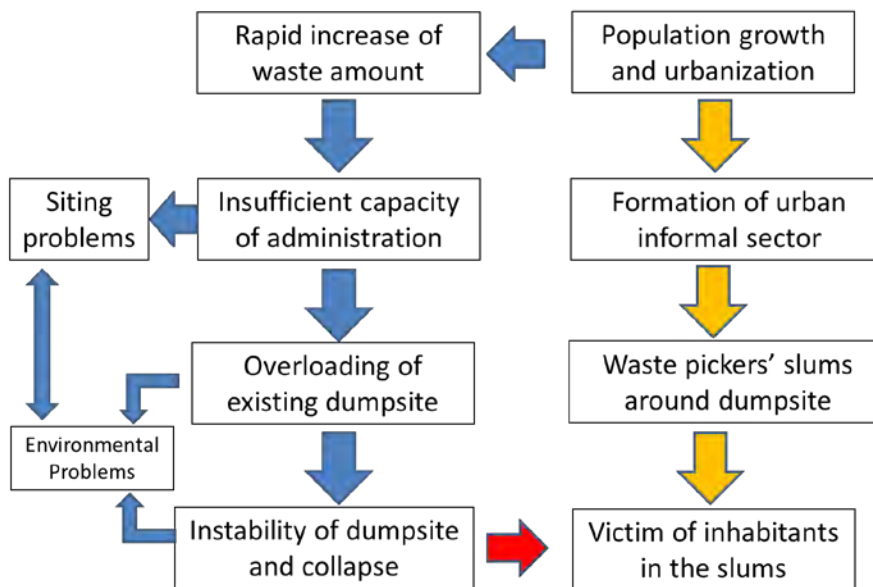 Rapid increase of
waste amount
Population growth
and urbanization
Siting
problems
Insufficient capacity
of administration
Formation of urban
informal sector
Overloading of
existing dumpsite
Waste pickers’ slums
around dumpsite
Environmental
Problems
Instability of dumpsite
and collapse
Victim of inhabitants
in the slums